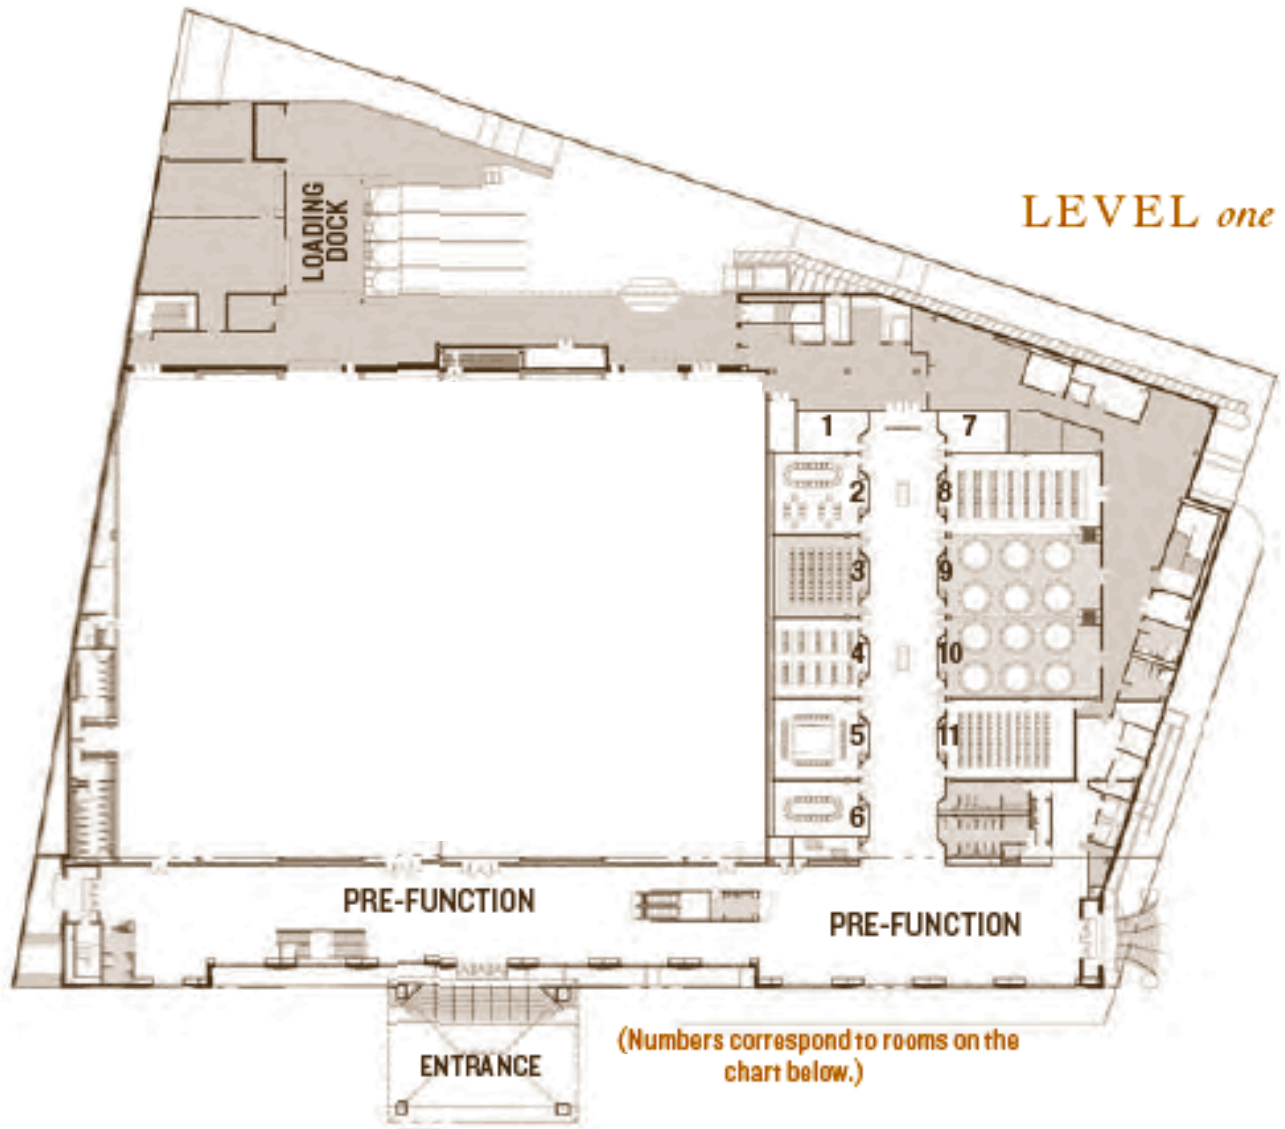 LEVEL one
LOADING
DOCK
1
7
2
8
3
9
4
10
5
11
6
PRE-FUNCTION
PRE-FUNCTION
ENTRANCE
(Numbers correspond to rooms on the
chart below.)